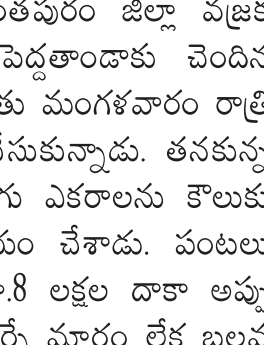 ంతపురం జిల్లా వజ్రక
పెద్దతాండాకు చెందిన
తు మంగళవారం రాత్రి
సుకున్నాడు. తనకున్న
గు ఎకరాలను కౌలుకు
యం చేశాడు. పంటలు
.8 లక్షల దాకా అప్పు
ర్చే మార్గం లేక బలవ